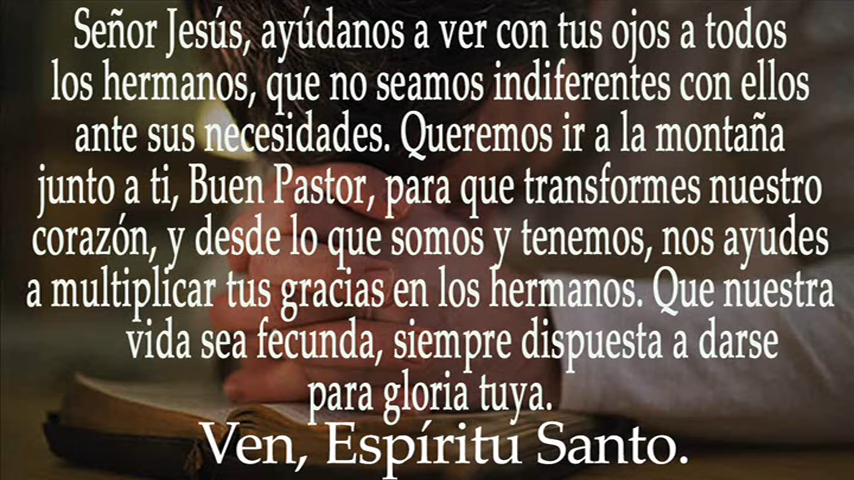 Señor Jesús, ayúdanos a ver con tus ojos a todos
los hermanos, que no seamos indiferentes con ellos
ante sus necesidades. Queremos ir a la montaña
junto a ti, Buen Pastor, para que transformes nuestro
corazón, y desde lo que somos y tenemos, nos ayudes
a multiplicar tus gracias en los hermanos. Que nuestra
vida sea fecunda, siempre dispuesta a darse
para gloria tuya.
Ven, Espíritu Santo.